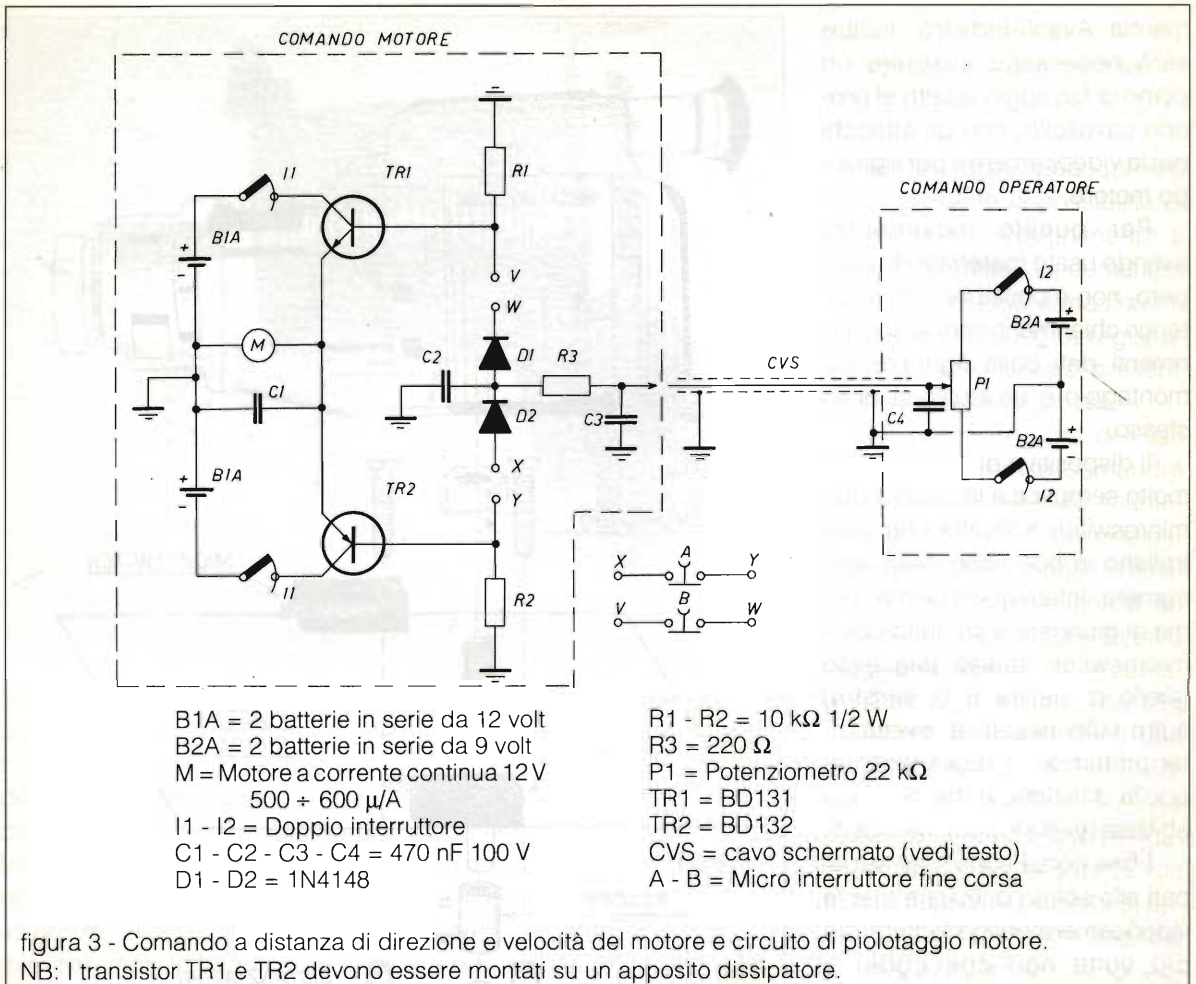 COMANDO MOTORE
I1
TR1
R1
B1A
+
-
V
W
M
C1
C2
D1
R3
D2
C3
CVS
COMANDO OPERATORE
I2
B2A
+
-
P1
C4
B2A
+
-
I2
B1A
+
-
X
Y
TR2
I1
R2
X
A
Y
V
B
W
B1A = 2 batterie in serie da 12 volt
B2A = 2 batterie in serie da 9 volt
M = Motore a corrente continua 12 V
500 ÷ 600 µ/A
I1 - I2 = Doppio interruttore
C1 - C2 - C3 - C4 = 470 nF 100 V
D1 - D2 = 1N4148
R1 - R2 = 10 kΩ 1/2 W
R3 = 220 Ω
P1 = Potenziometro 22 kΩ
TR1 = BD131
TR2 = BD132
CVS = cavo schermato (vedi testo)
A - B = Micro interruttore fine corsa
figura 3 - Comando a distanza di direzione e velocità del motore e circuito di piolotaggio motore.
NB: I transistor TR1 e TR2 devono essere montati su un apposito dissipatore.